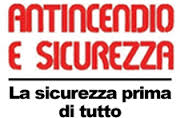 ANTINCENDIO
E SICUREZZA
La sicurezza prima
di tutto